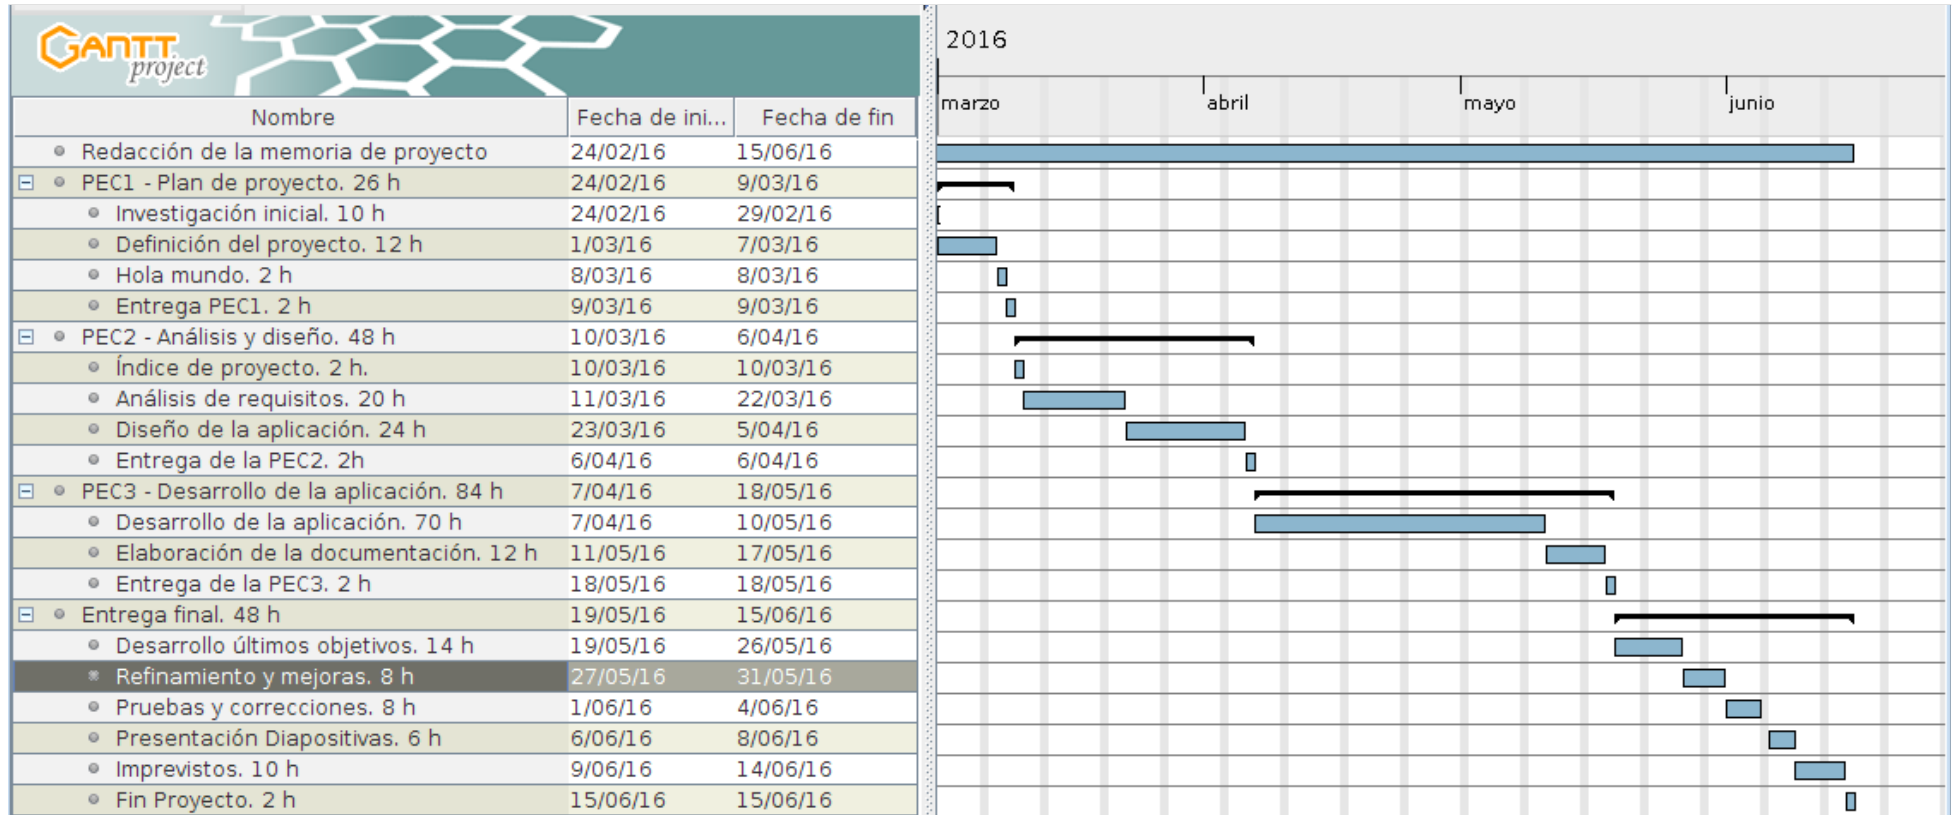 GANTT
project
2016
marzo abril mayo junio
Nombre Fecha de ini... Fecha de fin
Redacción de la memoria de proyecto 24/02/16 15/06/16
PEC1 - Plan de proyecto. 26 h 24/02/16 9/03/16
Investigación inicial. 10 h 24/02/16 29/02/16
Definición del proyecto. 12 h 1/03/16 7/03/16
Hola mundo. 2 h 8/03/16 8/03/16
Entrega PEC1. 2 h 9/03/16 9/03/16
PEC2 - Análisis y diseño. 48 h 10/03/16 6/04/16
Índice de proyecto. 2 h. 10/03/16 10/03/16
Análisis de requisitos. 20 h 11/03/16 22/03/16
Diseño de la aplicación. 24 h 23/03/16 5/04/16
Entrega de la PEC2. 2h 6/04/16 6/04/16
PEC3 - Desarrollo de la aplicación. 84 h 7/04/16 18/05/16
Desarrollo de la aplicación. 70 h 7/04/16 10/05/16
Elaboración de la documentación. 12 h 11/05/16 17/05/16
Entrega de la PEC3. 2 h 18/05/16 18/05/16
Entrega final. 48 h 19/05/16 15/06/16
Desarrollo últimos objetivos. 14 h 19/05/16 26/05/16
Refinamiento y mejoras. 8 h 27/05/16 31/05/16
Pruebas y correcciones. 8 h 1/06/16 4/06/16
Presentación Diapositivas. 6 h 6/06/16 8/06/16
Imprevistos. 10 h 9/06/16 14/06/16
Fin Proyecto. 2 h 15/06/16 15/06/16